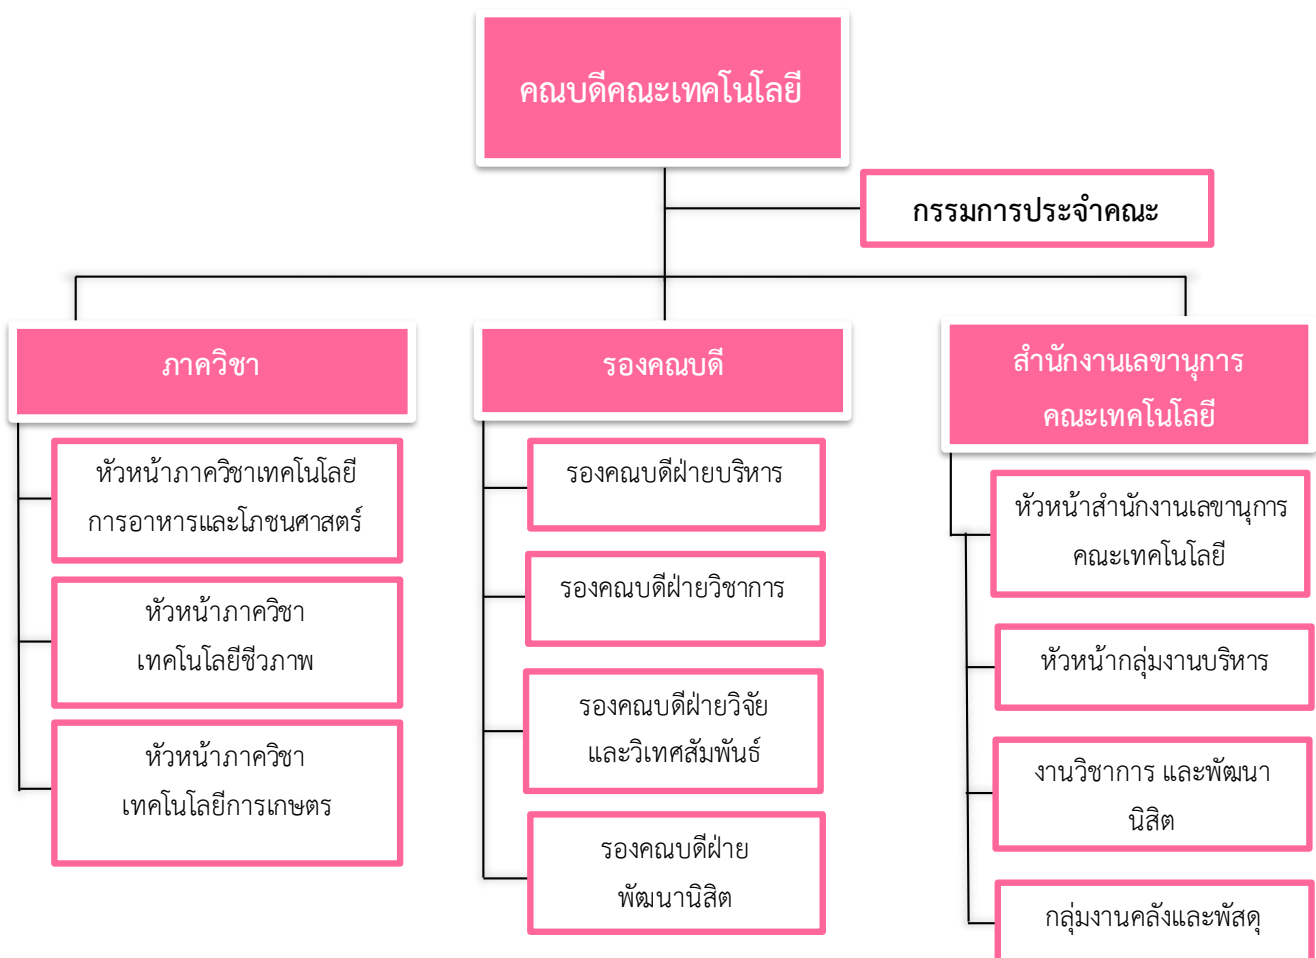 คณบดีคณะเทคโนโลยี
กรรมการประจำคณะ
ภาควิชา
หัวหน้าภาควิชาเทคโนโลยี
การอาหารและโภชนศาสตร์
หัวหน้าภาควิชา
เทคโนโลยีชีวภาพ
หัวหน้าภาควิชา
เทคโนโลยีการเกษตร
รองคณบดี
รองคณบดีฝ่ายบริหาร
รองคณบดีฝ่ายวิชาการ
รองคณบดีฝ่ายวิจัย
และวิเทศสัมพันธ์
รองคณบดีฝ่าย
พัฒนานิสิต
สำนักงานเลขานุการ
คณะเทคโนโลยี
หัวหน้าสำนักงานเลขานุการ
คณะเทคโนโลยี
หัวหน้ากลุ่มงานบริหาร
งานวิชาการ และพัฒนา
นิสิต
กลุ่มงานคลังและพัสดุ